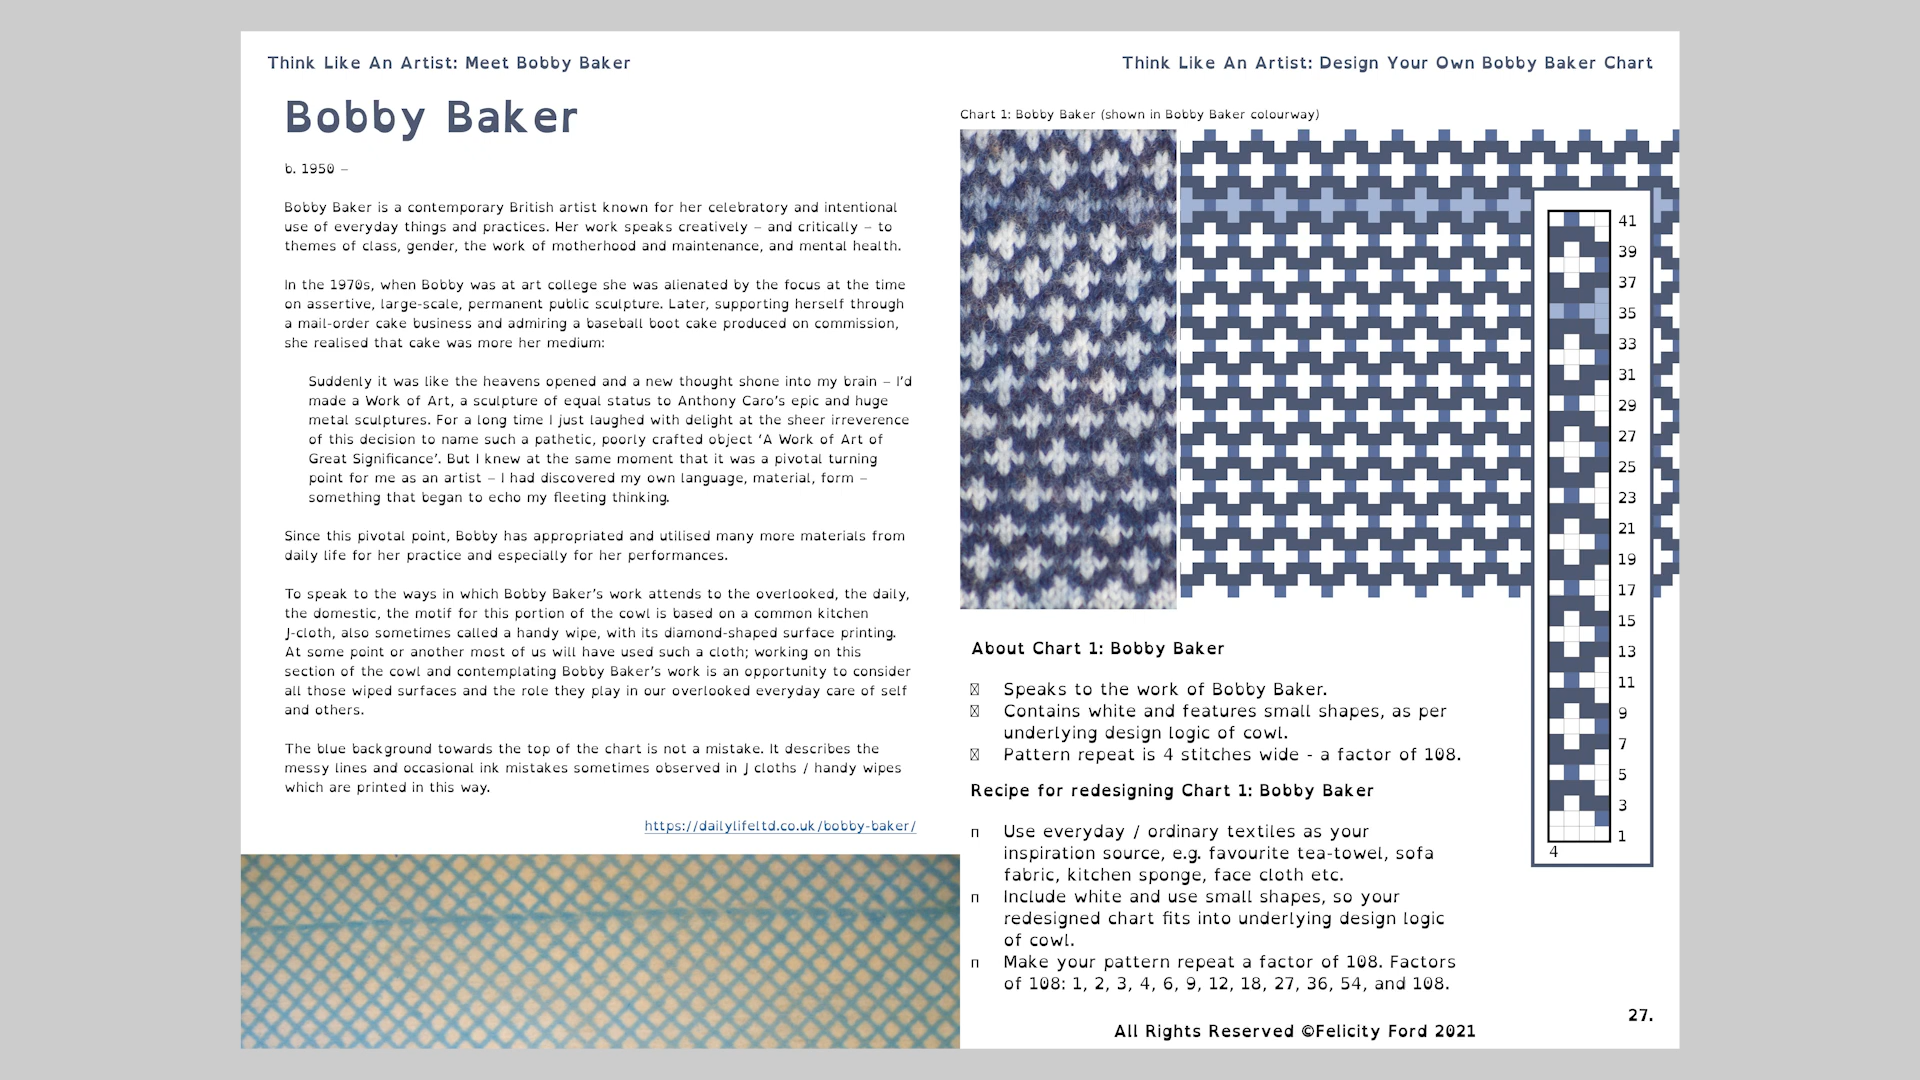 Think Like An Artist: Meet Bobby Baker
Bobby Baker
b. 1950 –
Bobby Baker is a contemporary British artist known for her celebratory and intentional
use of everyday things and practices. Her work speaks creatively – and critically – to
themes of class, gender, the work of motherhood and maintenance, and mental health.
In the 1970s, when Bobby was at art college she was alienated by the focus at the time
on assertive, large-scale, permanent public sculpture. Later, supporting herself through
a mail-order cake business and admiring a baseball boot cake produced on commission,
she realised that cake was more her medium:
Suddenly it was like the heavens opened and a new thought shone into my brain – I’d
made a Work of Art, a sculpture of equal status to Anthony Caro’s epic and huge
metal sculptures. For a long time I just laughed with delight at the sheer irreverence
of this decision to name such a pathetic, poorly crafted object ‘A Work of Art of
Great Significance’. But I knew at the same moment that it was a pivotal turning
point for me as an artist – I had discovered my own language, material, form –
something that began to echo my fleeting thinking.
Since this pivotal point, Bobby has appropriated and utilised many more materials from
daily life for her practice and especially for her performances.
To speak to the ways in which Bobby Baker’s work attends to the overlooked, the daily,
the domestic, the motif for this portion of the cowl is based on a common kitchen
J-cloth, also sometimes called a handy wipe, with its diamond-shaped surface printing.
At some point or another most of us will have used such a cloth; working on this
section of the cowl and contemplating Bobby Baker’s work is an opportunity to consider
all those wiped surfaces and the role they play in our overlooked everyday care of self
and others.
The blue background towards the top of the chart is not a mistake. It describes the
messy lines and occasional ink mistakes sometimes observed in J cloths / handy wipes
which are printed in this way.
https://dailylifeltd.co.uk/bobby-baker/
Think Like An Artist: Design Your Own Bobby Baker Chart
Chart 1: Bobby Baker (shown in Bobby Baker colourway)
41
39
37
35
33
31
29
27
25
23
21
19
17
15
13
11
9
7
5
3
1
4
About Chart 1: Bobby Baker
Speaks to the work of Bobby Baker.
Contains white and features small shapes, as per
underlying design logic of cowl.
Pattern repeat is 4 stitches wide - a factor of 108.
Recipe for redesigning Chart 1: Bobby Baker
п Use everyday / ordinary textiles as your
inspiration source, e.g. favourite tea-towel, sofa
fabric, kitchen sponge, face cloth etc.
п Include white and use small shapes, so your
redesigned chart fits into underlying design logic
of cowl.
п Make your pattern repeat a factor of 108. Factors
of 108: 1, 2, 3, 4, 6, 9, 12, 18, 27, 36, 54, and 108.
27.
All Rights Reserved ©Felicity Ford 2021